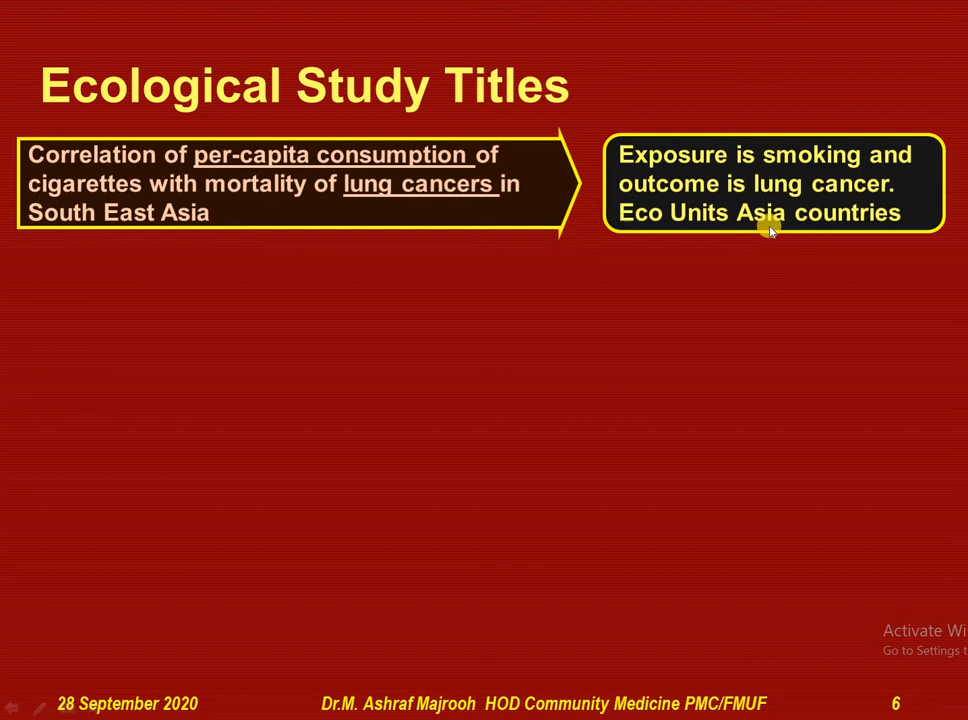 Ecological Study Titles
Correlation of per-capita consumption of
cigarettes with mortality of lung cancers in
South East Asia
Exposure is smoking and
outcome is lung cancer.
Eco Units Asia countries
Activate Wi
Go to Settings t
28 September 2020
Dr.M. Ashraf Majrooh HOD Community Medicine PMC/FMUF
6